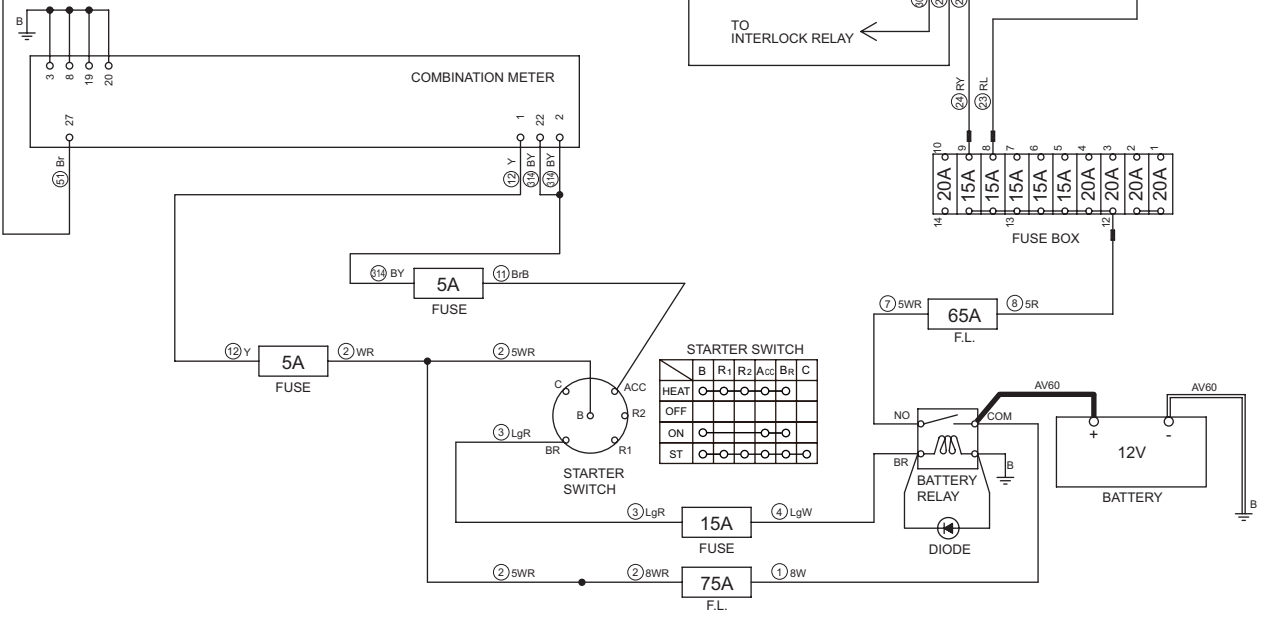 B
3
8
19
20
COMBINATION METER
27
1
22
2
51 Br
12 Y
314 BY
314 BY
TO
INTERLOCK RELAY
24 RY
23 RL
10
9
8
7
6
5
4
3
2
1
20A
15A
15A
15A
15A
15A
20A
20A
20A
20A
14
13
12
FUSE BOX
314 BY
5A
11 BrB
FUSE
7 5WR
65A
8 5R
F.L.
12 Y
5A
2 WR
FUSE
2 5WR
C
ACC
B
R2
BR
R1
3 LgR
STARTER
SWITCH
STARTER SWITCH
B R1 R2 ACC BR C
HEAT
OFF
ON
ST
AV60
AV60
NO
COM
+
-
12V
BATTERY
BR
B
BATTERY
RELAY
B
3 LgR
15A
4 LgW
FUSE
DIODE
2 5WR
2 8WR
75A
1 8W
F.L.